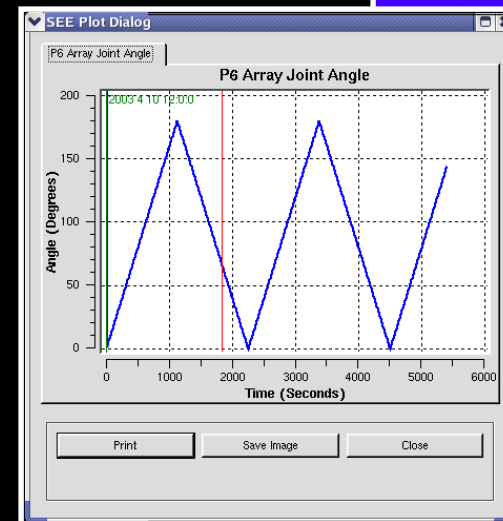 SEE Plot Dialog
P6 Array Joint Angle
P6 Array Joint Angle
2003 4 10 12:0:0
200
150
100
50
0
Angle (Degrees)
0 1000 2000 3000 4000 5000 6000
Time (Seconds)
Print Save Image Close